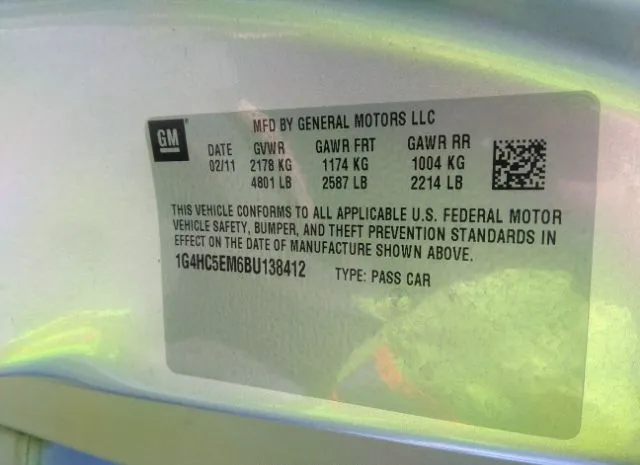 MFD BY GENERAL MOTORS LLC
GM
DATE GVWR GAWR FRT GAWR RR
02/11 2178 KG 1174 KG 1004 KG
4801 LB 2587 LB 2214 LB
THIS VEHICLE CONFORMS TO ALL APPLICABLE U.S. FEDERAL MOTOR
VEHICLE SAFETY, BUMPER, AND THEFT PREVENTION STANDARDS IN
EFFECT ON THE DATE OF MANUFACTURE SHOWN ABOVE.
1G4HC5EM6BU138412 TYPE: PASS CAR